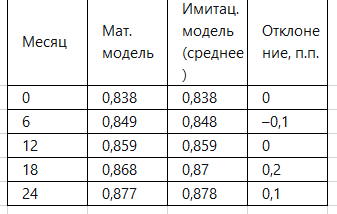 Месяц
Мат.
модель
Имитац.
модель
(среднее
)
Отклоне
ние, п.п.
0 0,838 0,838 0
6 0,849 0,848 –0,1
12 0,859 0,859 0
18 0,868 0,87 0,2
24 0,877 0,878 0,1